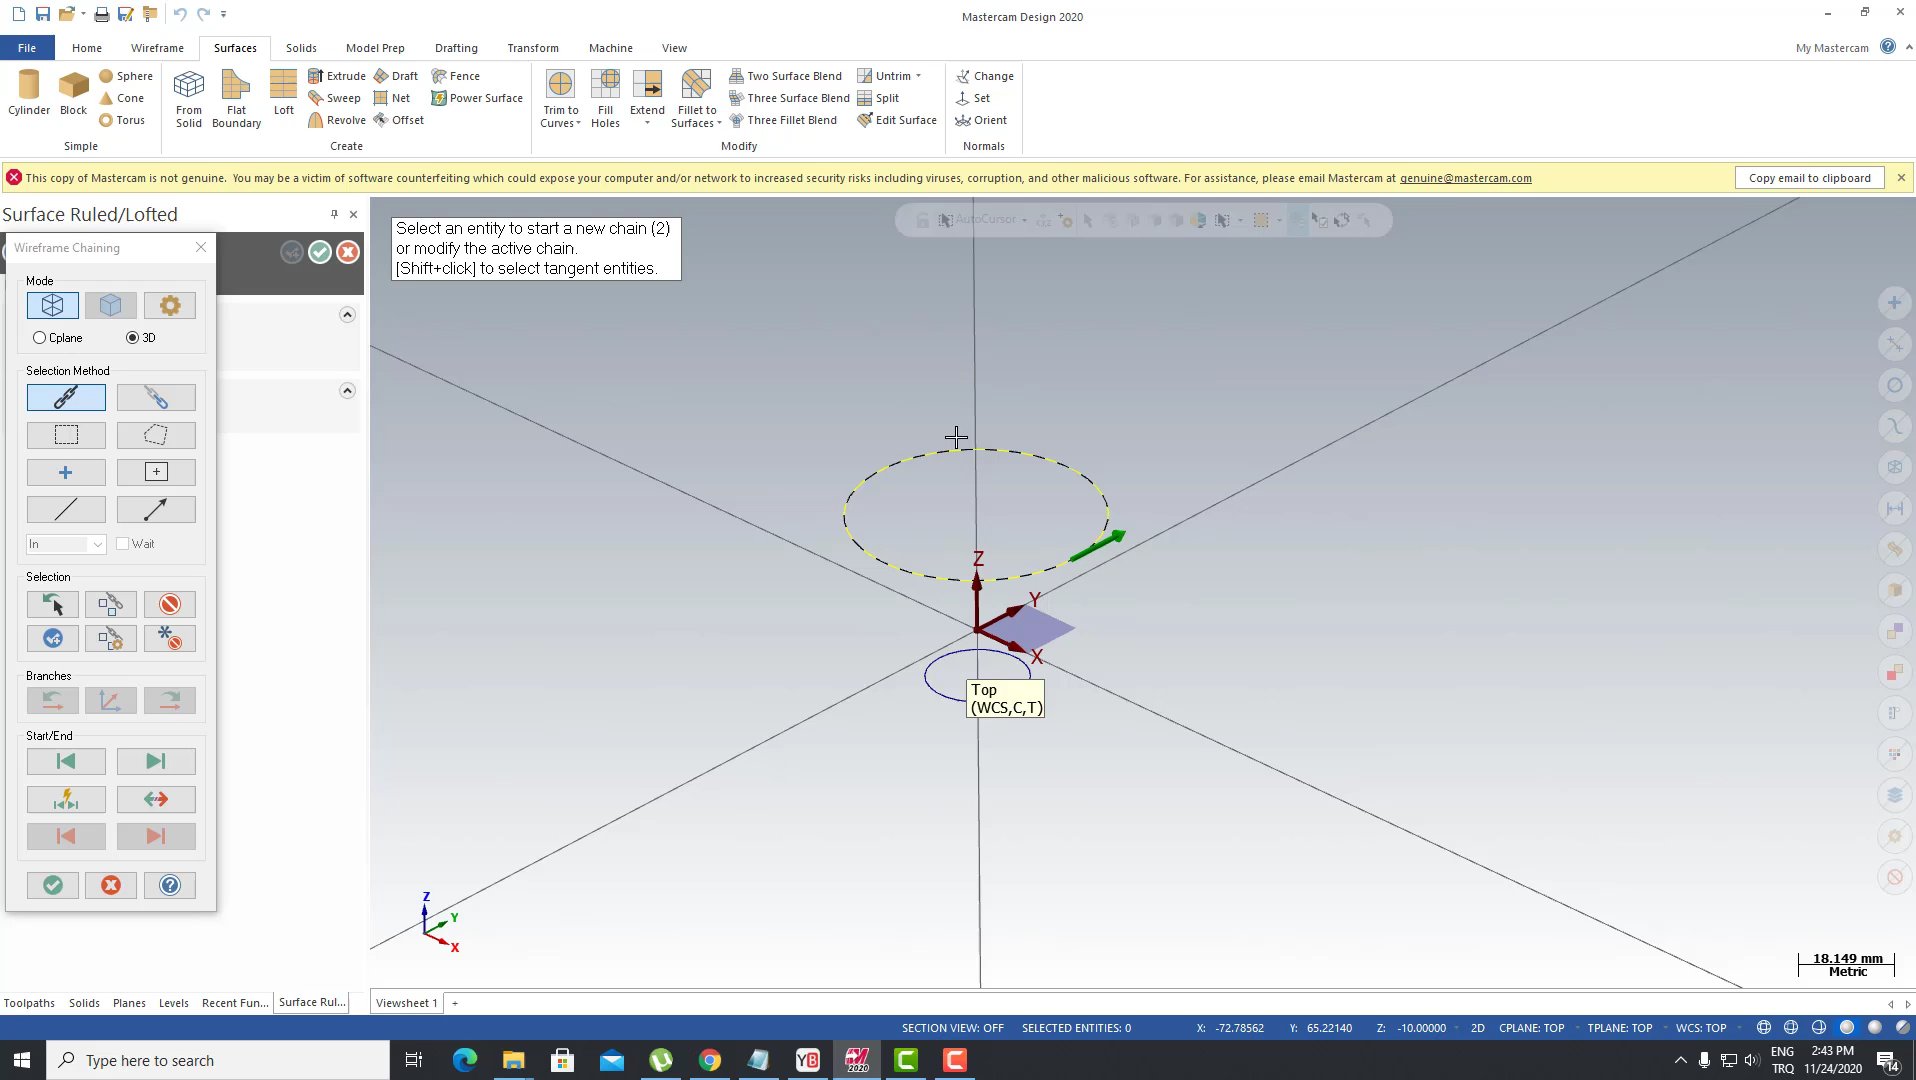 Mastercam Design 2020
File
Home
Wireframe
Surfaces
Solids
Model Prep
Drafting
Transform
Machine
View
My Mastercam
Cylinder
Block
Sphere
Cone
Torus
Simple
From Solid
Flat Boundary
Loft
Extrude
Sweep
Revolve
Draft
Net
Offset
Fence
Power Surface
Create
Trim to Curves
Fill Holes
Extend
Fillet to Surfaces
Two Surface Blend
Three Surface Blend
Three Fillet Blend
Untrim
Split
Edit Surface
Modify
Change
Set
Orient
Normals
This copy of Mastercam is not genuine. You may be a victim of software counterfeiting which could expose your computer and/or network to increased security risks including viruses, corruption, and other malicious software. For assistance, please email Mastercam at genuine@mastercam.com
Copy email to clipboard
Surface Ruled/Lofted
Wireframe Chaining
Mode
Cplane
3D
Selection Method
In
Wait
Selection
Branches
Start/End
Select an entity to start a new chain (2)
or modify the active chain.
[Shift+click] to select tangent entities.
AutoCursor
Z
Y
X
Top
(WCS,C,T)
Z
Y
X
18.149 mm
Metric
Toolpaths
Solids
Planes
Levels
Recent Fun...
Surface Rul...
Viewsheet 1
+
SECTION VIEW: OFF
SELECTED ENTITIES: 0
X: -72.78562
Y: 65.22140
Z: -10.00000
2D
CPLANE: TOP
TPLANE: TOP
WCS: TOP
Type here to search
YB
2020
ENG
TRQ
2:43 PM
11/24/2020
14